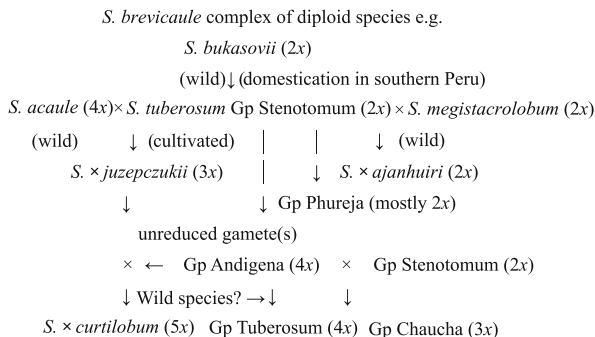 S. brevicaule complex of diploid species e.g.
S. bukasovii (2x)
(wild)↓(domestication in southern Peru)
S. acaule (4x)× S. tuberosum Gp Stenotomum (2x) × S. megistacrolobum (2x)
(wild) ↓ (cultivated) | | ↓ (wild)
S. × juzepczukii (3x) | ↓ S. × ajanhuiri (2x)
↓ ↓ Gp Phureja (mostly 2x)
unreduced gamete(s)
× ← Gp Andigena (4x) × Gp Stenotomum (2x)
↓ Wild species? →↓ ↓
S. × curtilobum (5x) Gp Tuberosum (4x) Gp Chaucha (3x)